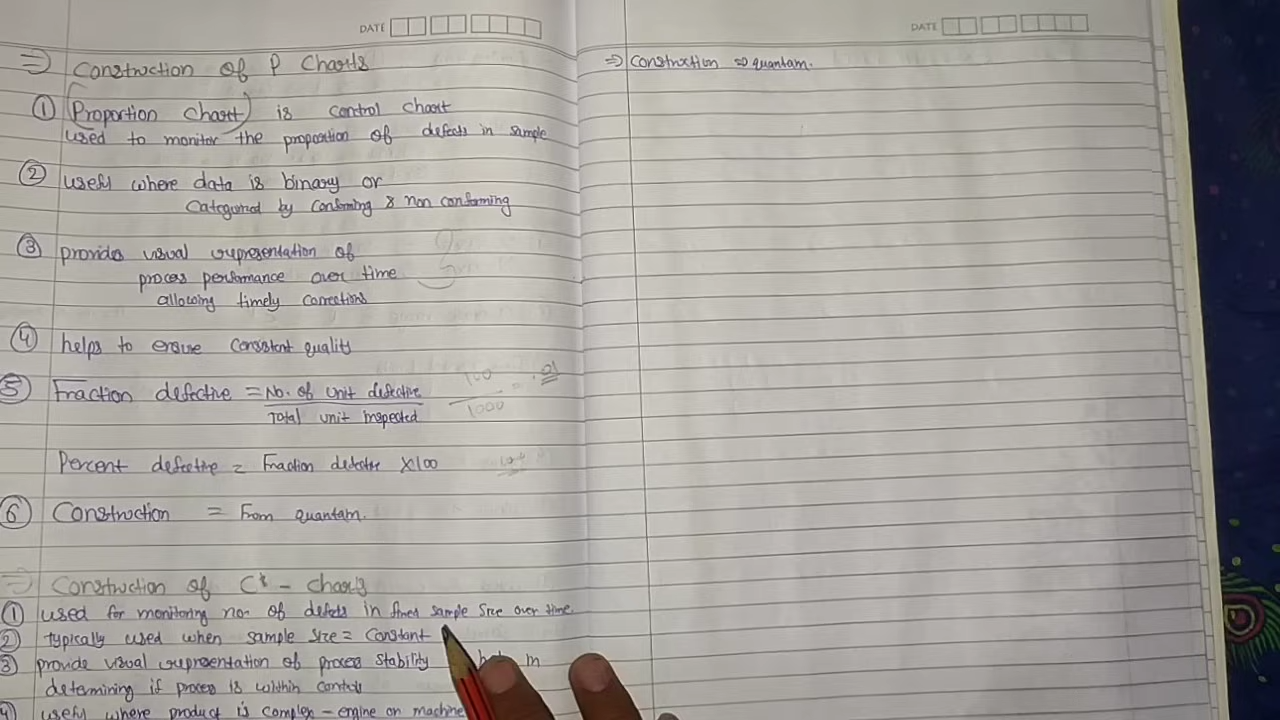 DATE
⇒ Construction of P Charts
① (Proportion Chart) is control chart
used to monitor the proportion of defects in sample
② useful where data is binary or
Categorized by Conforming & non conforming
③ provides visual representation of
process performance over time
allowing timely corrections
④ helps to ensure consistent quality
⑤ Fraction defective = No. of unit defective
Total unit inspected
100
1000
= .01
Percent defective = Fraction defective ×100
⑥ Construction = From quantam.
⇒ Construction of C - Charts
① used for monitoring no. of defects in fixed sample size over time.
② typically used when sample size = Constant
③ provide visual representation of process stability
determining if process is within control
④ useful where product is complex - engine or machine
DATE
⇒ Construction ⇒ quantam.